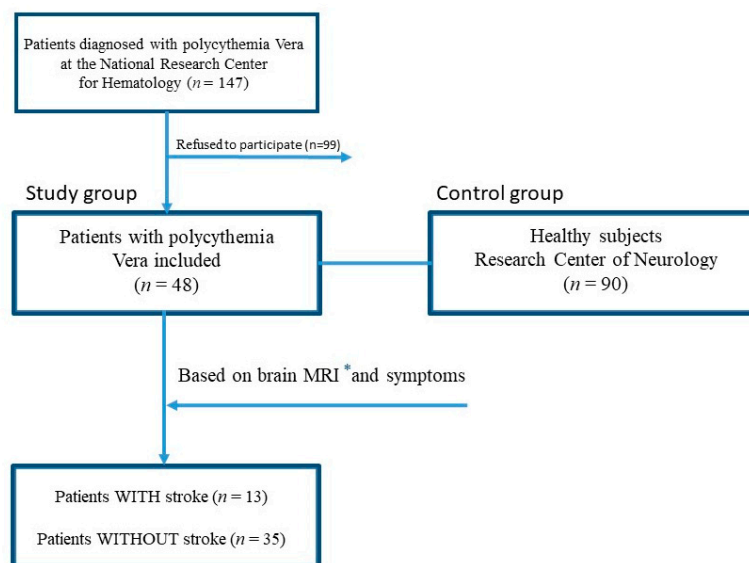 Patients diagnosed with polycythemia Vera
at the National Research Center
for Hematology (n = 147)
Refused to participate (n=99)
Study group
Control group
Patients with polycythemia
Vera included
(n = 48)
Healthy subjects
Research Center of Neurology
(n = 90)
Based on brain MRI * and symptoms
Patients WITH stroke (n = 13)
Patients WITHOUT stroke (n = 35)